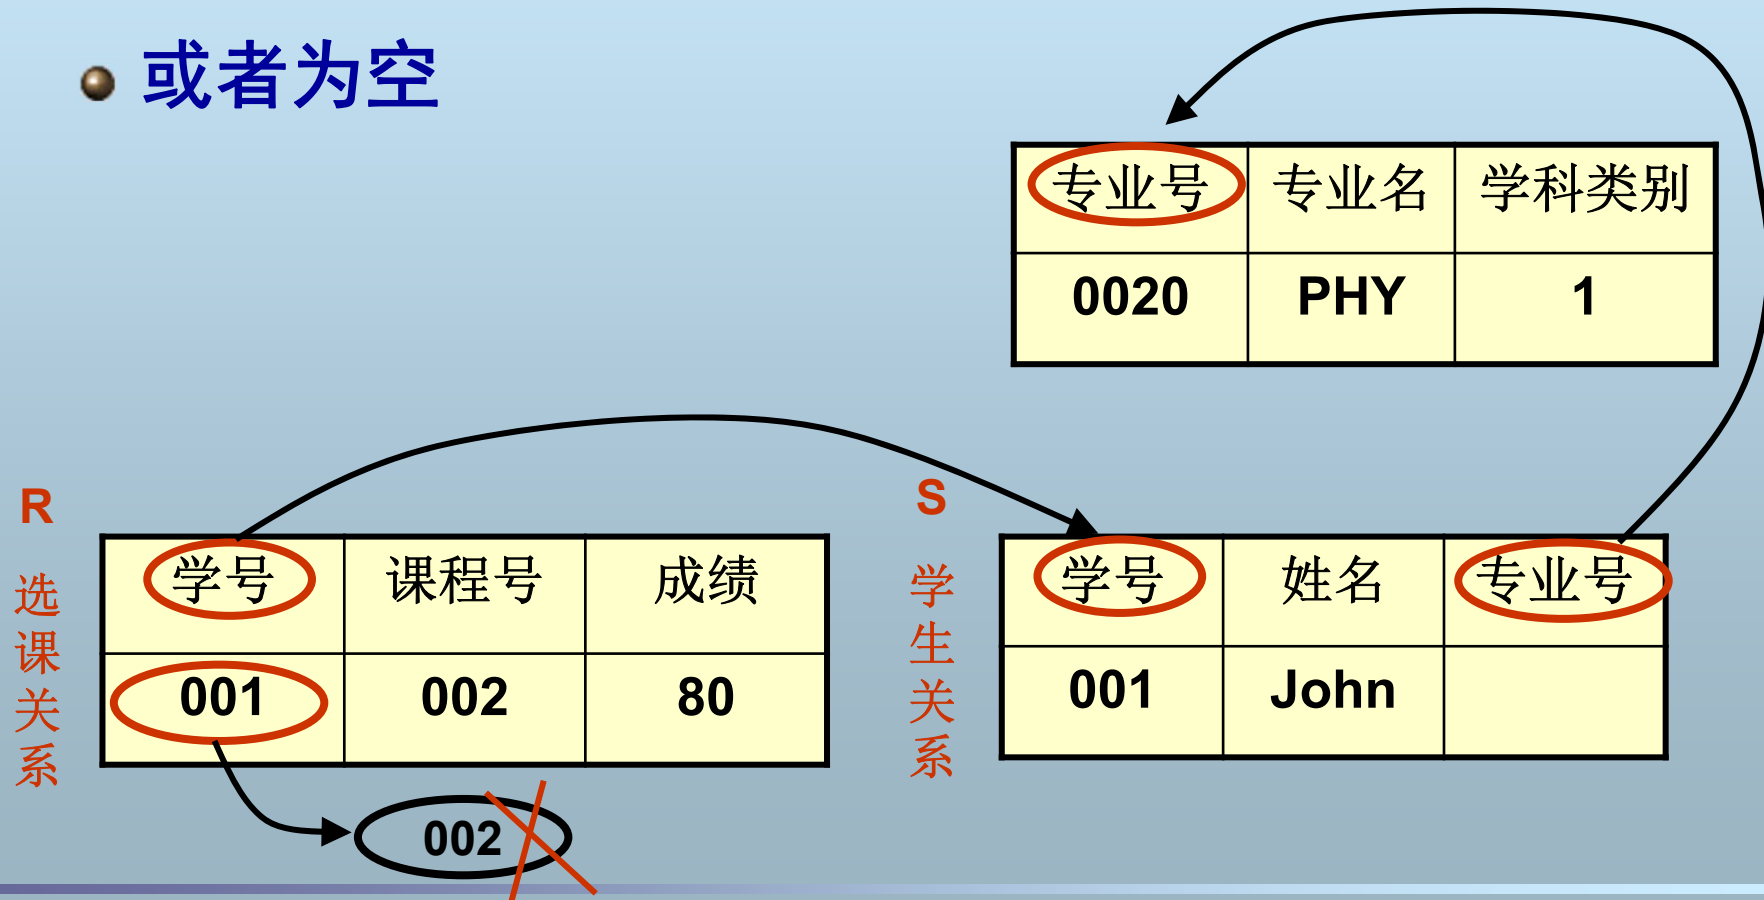 或者为空
专业号 专业名 学科类别
0020 PHY 1
R
选课关系
学号 课程号 成绩
001 002 80
002
S
学生关系
学号 姓名 专业号
001 John